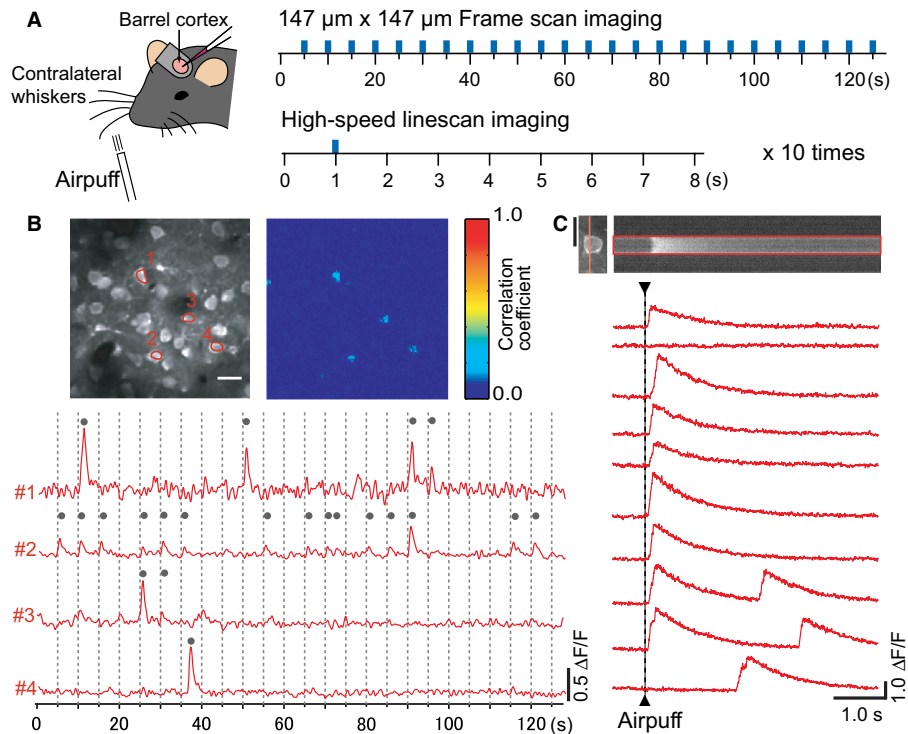 A
Barrel cortex
Contralateral
whiskers
Airpuff
147 µm x 147 µm Frame scan imaging
0 20 40 60 80 100 120 (s)
High-speed linescan imaging
x 10 times
0 1 2 3 4 5 6 7 8 (s)
B
1
3
2
4
1.0
Correlation
coefficient
0.0
#1
#2
#3
#4
0.5 ΔF/F
0 20 40 60 80 100 120 (s)
C
1.0 ΔF/F
1.0 s
Airpuff